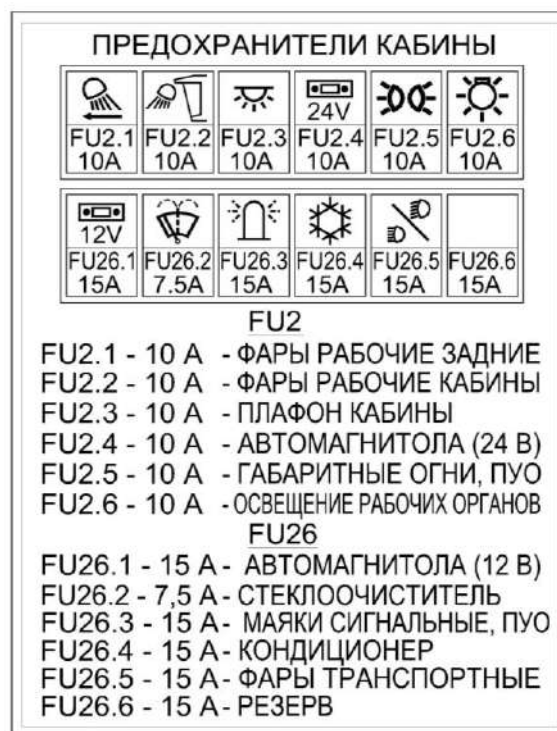 ПРЕДОХРАНИТЕЛИ КАБИНЫ
24V
FU2.1 FU2.2 FU2.3 FU2.4 FU2.5 FU2.6
10A 10A 10A 10A 10A 10A
12V
FU26.1 FU26.2 FU26.3 FU26.4 FU26.5 FU26.6
15A 7.5A 15A 15A 15A 15A
FU2
FU2.1 - 10 А - ФАРЫ РАБОЧИЕ ЗАДНИЕ
FU2.2 - 10 А - ФАРЫ РАБОЧИЕ КАБИНЫ
FU2.3 - 10 А - ПЛАФОН КАБИНЫ
FU2.4 - 10 А - АВТОМАГНИТОЛА (24 В)
FU2.5 - 10 А - ГАБАРИТНЫЕ ОГНИ, ПУО
FU2.6 - 10 А - ОСВЕЩЕНИЕ РАБОЧИХ ОРГАНОВ
FU26
FU26.1 - 15 А - АВТОМАГНИТОЛА (12 В)
FU26.2 - 7,5 А - СТЕКЛООЧИСТИТЕЛЬ
FU26.3 - 15 А - МАЯКИ СИГНАЛЬНЫЕ, ПУО
FU26.4 - 15 А - КОНДИЦИОНЕР
FU26.5 - 15 А - ФАРЫ ТРАНСПОРТНЫЕ
FU26.6 - 15 А - РЕЗЕРВ